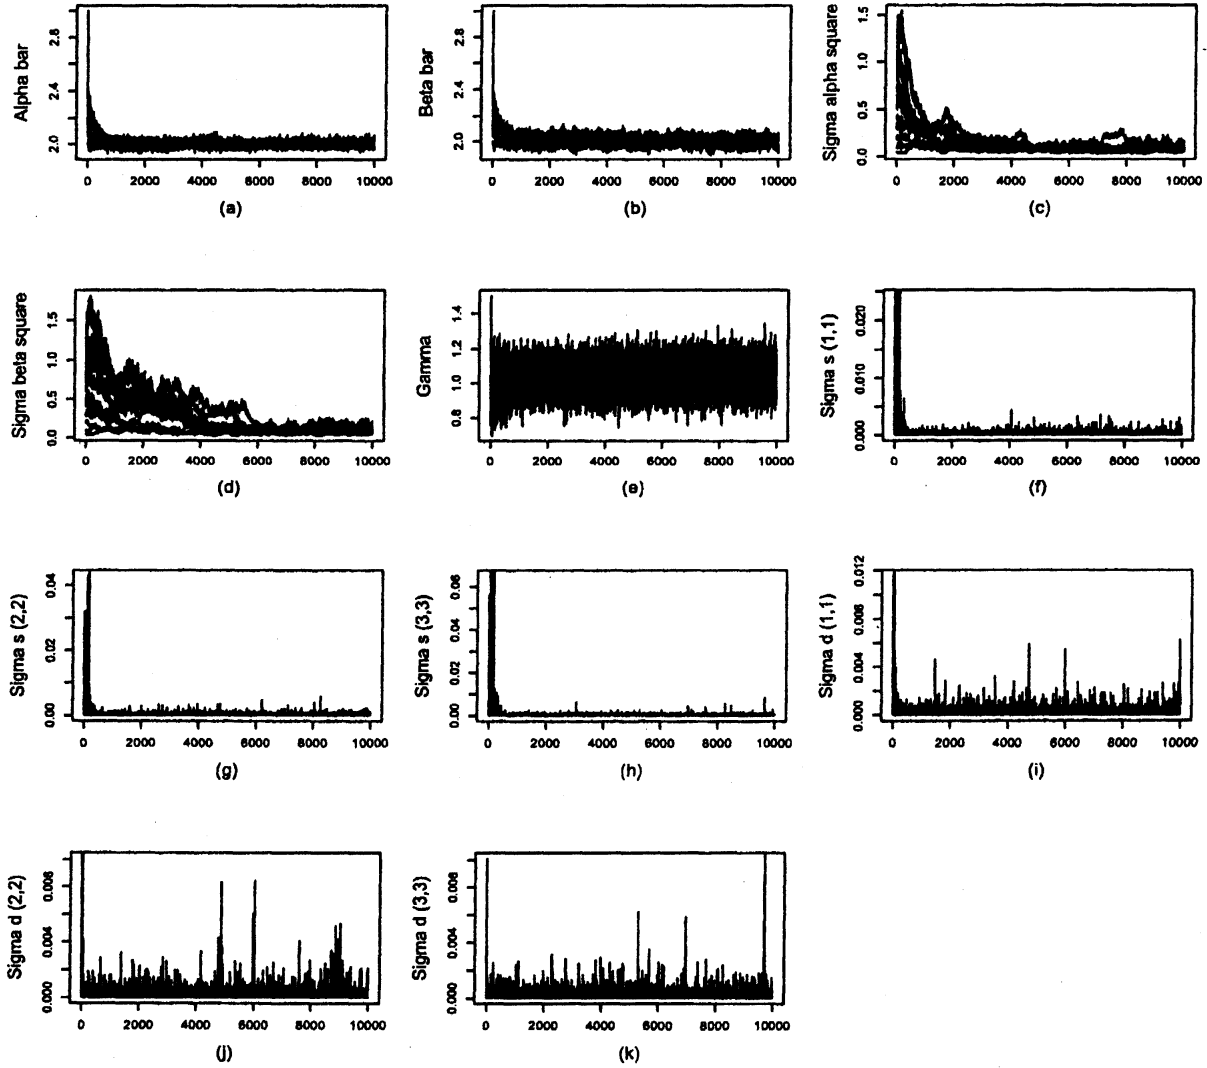 Alpha bar
2.0 2.4 2.8
0 2000 4000 6000 8000 10000
(a)
Beta bar
2.0 2.4 2.8
0 2000 4000 6000 8000 10000
(b)
Sigma alpha square
0.0 0.5 1.0 1.5
0 2000 4000 6000 8000 10000
(c)
Sigma beta square
0.0 0.5 1.0 1.5
0 2000 4000 6000 8000 10000
(d)
Gamma
0.8 1.0 1.2 1.4
0 2000 4000 6000 8000 10000
(e)
Sigma s (1,1)
0.000 0.010 0.020
0 2000 4000 6000 8000 10000
(f)
Sigma s (2,2)
0.00 0.02 0.04
0 2000 4000 6000 8000 10000
(g)
Sigma s (3,3)
0.00 0.02 0.04 0.06
0 2000 4000 6000 8000 10000
(h)
Sigma d (1,1)
0.000 0.004 0.008 0.012
0 2000 4000 6000 8000 10000
(i)
Sigma d (2,2)
0.000 0.004 0.008
0 2000 4000 6000 8000 10000
(j)
Sigma d (3,3)
0.000 0.004 0.008
0 2000 4000 6000 8000 10000
(k)